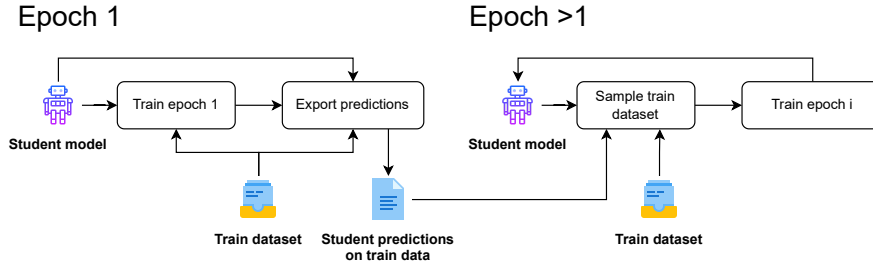 Epoch 1
Epoch >1
Train epoch 1
Export predictions
Sample train
dataset
Train epoch i
Student model
Student model
Train dataset
Student predictions
on train data
Train dataset